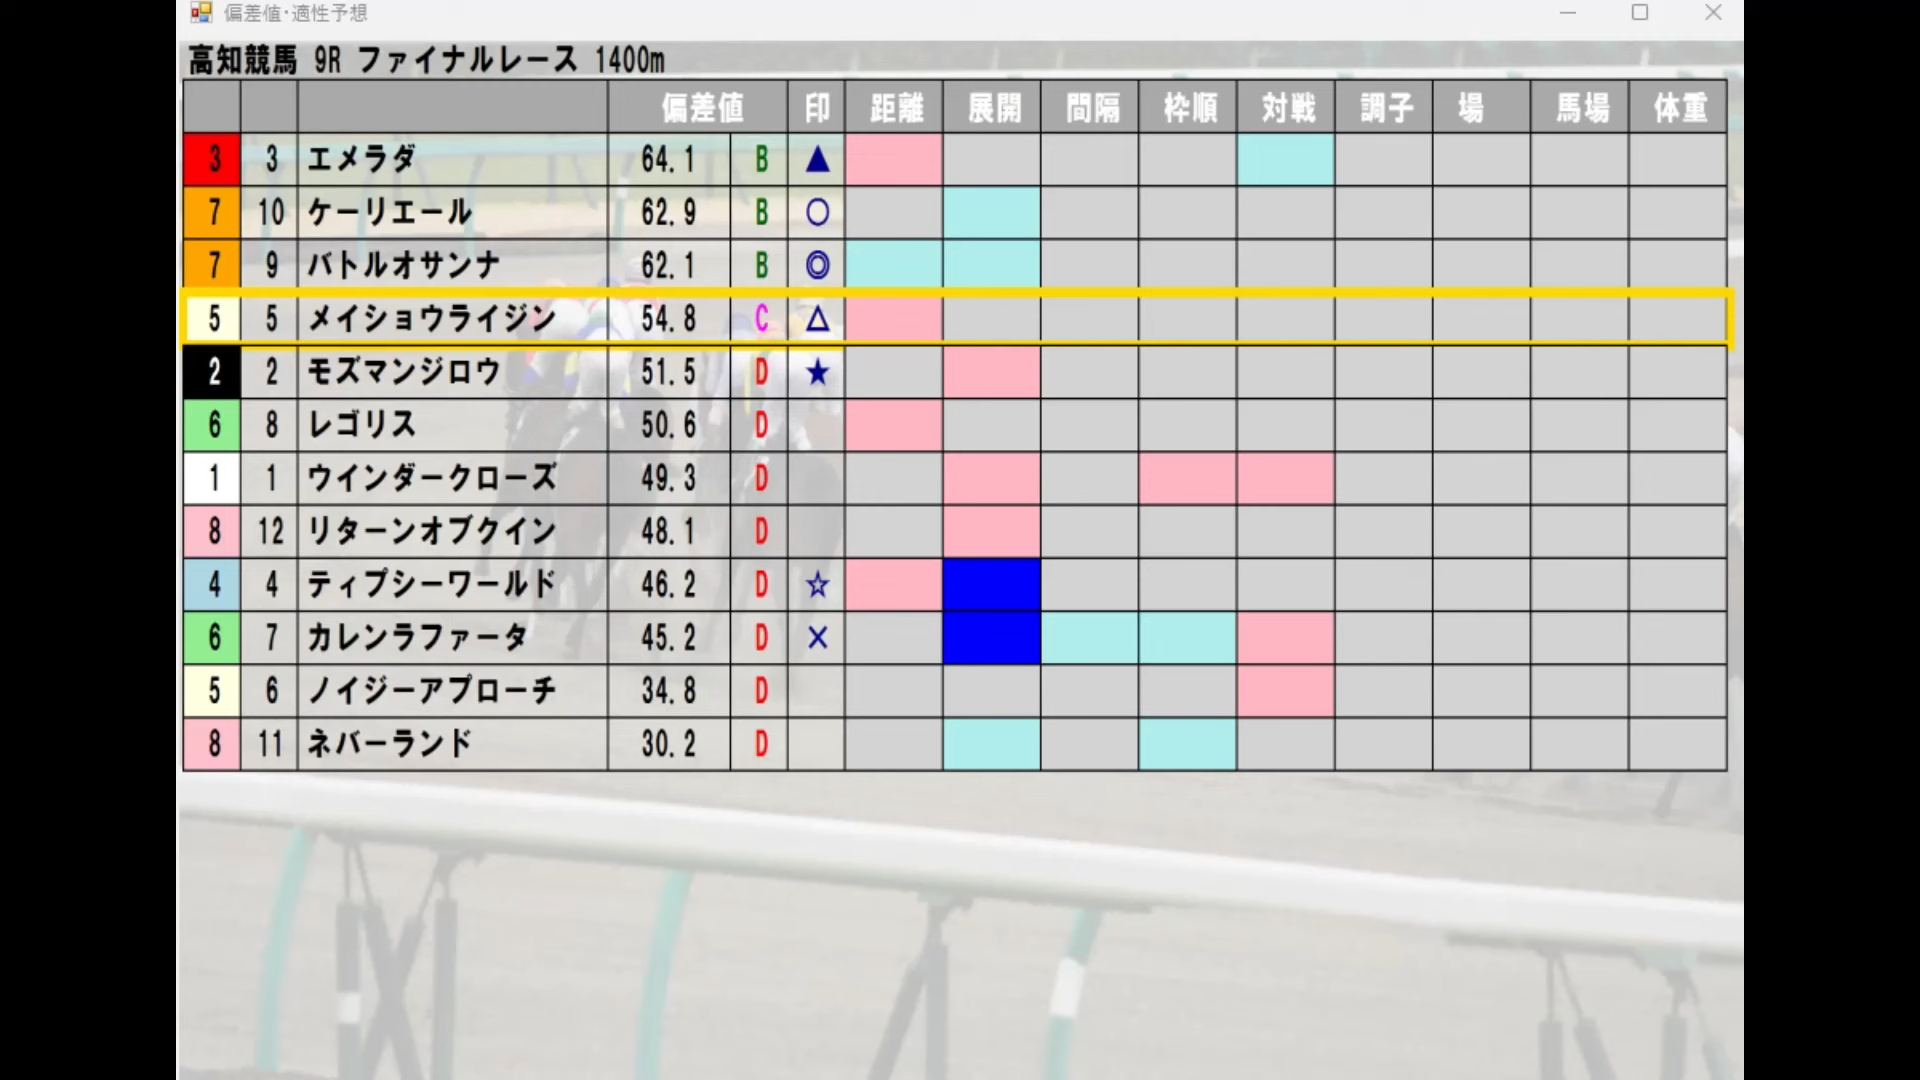 偏差値・適性予想
高知競馬 9R ファイナルレース 1400m
偏差値 印 距離 展開 間隔 枠順 対戦 調子 場 馬場 体重
3 3 エメラダ 64.1 B ▲
7 10 ケーリエール 62.9 B ○
7 9 バトルオサンナ 62.1 B ◎
5 5 メイショウライジン 54.8 C △
2 2 モズマンジロウ 51.5 D ★
6 8 レゴリス 50.6 D
1 1 ウインダークローズ 49.3 D
8 12 リターンオブクイン 48.1 D
4 4 ティプシーワールド 46.2 D ☆
6 7 カレンラファータ 45.2 D ×
5 6 ノイジーアプローチ 34.8 D
8 11 ネバーランド 30.2 D